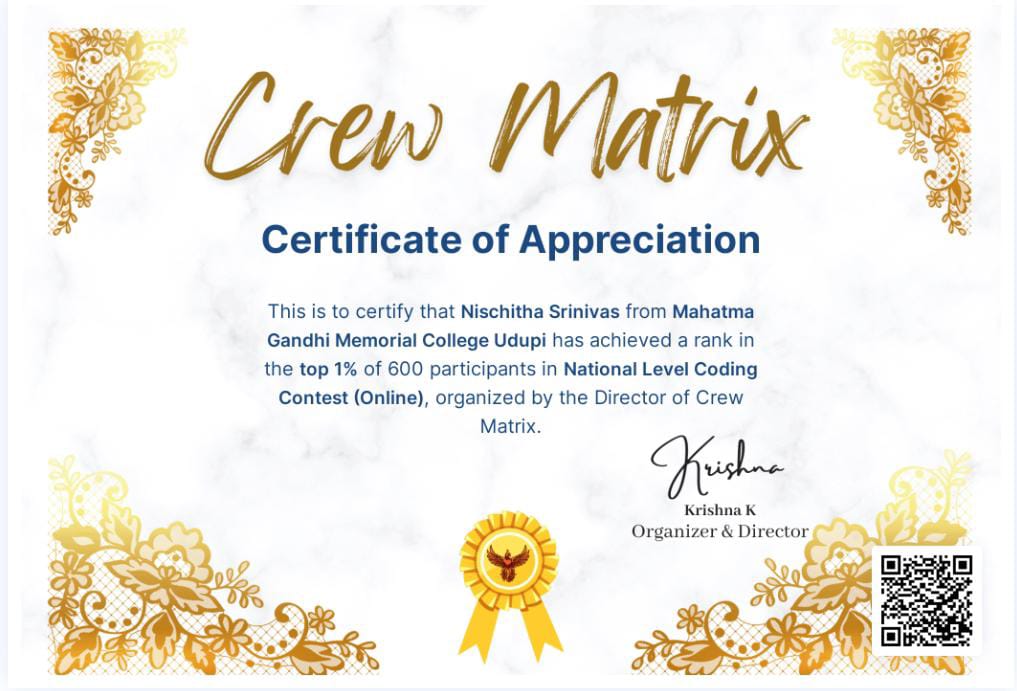 Crew Matrix
Certificate of Appreciation
This is to certify that Nischitha Srinivas from Mahatma
Gandhi Memorial College Udupi has achieved a rank in
the top 1% of 600 participants in National Level Coding
Contest (Online), organized by the Director of Crew
Matrix.
Krishna
Krishna K
Organizer & Director